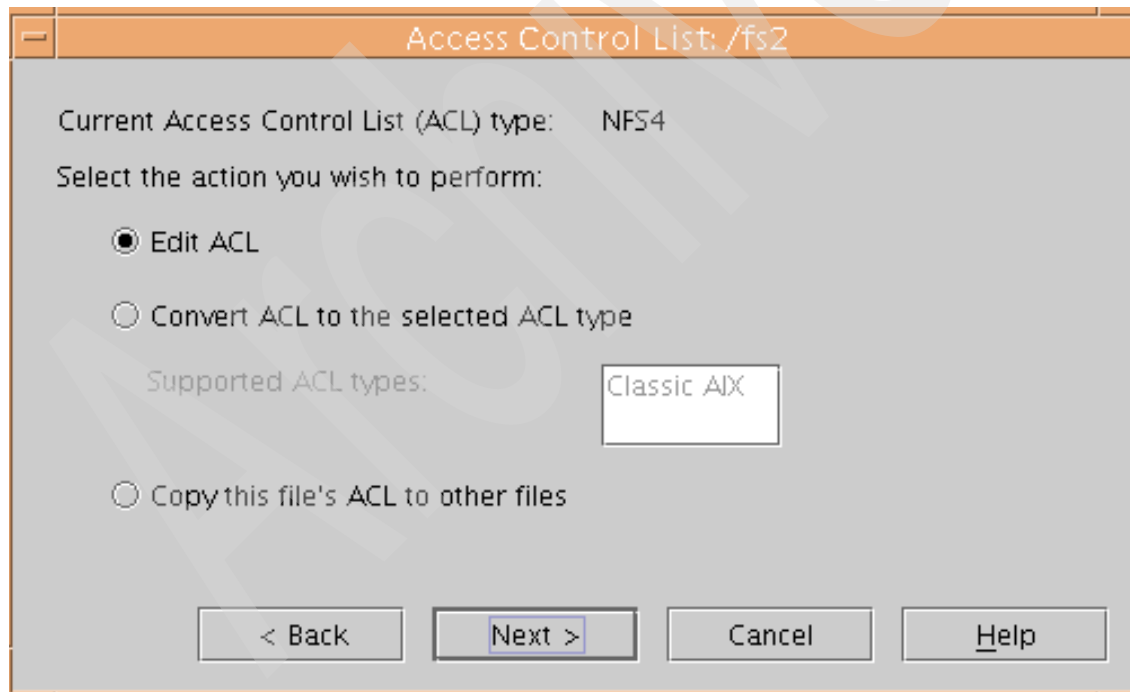 Access Control List: /fs2
Current Access Control List (ACL) type: NFS4
Select the action you wish to perform:
Edit ACL
Convert ACL to the selected ACL type
Supported ACL types: Classic AIX
Copy this file's ACL to other files
< Back Next > Cancel Help